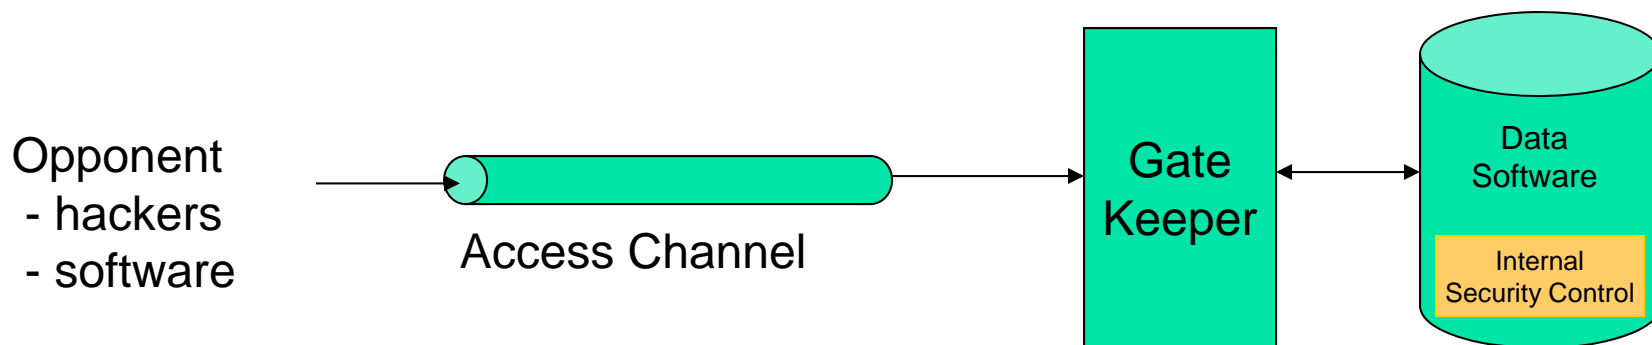 Opponent
- hackers
- software
Access Channel
Gate
Keeper
Data
Software
Internal
Security Control